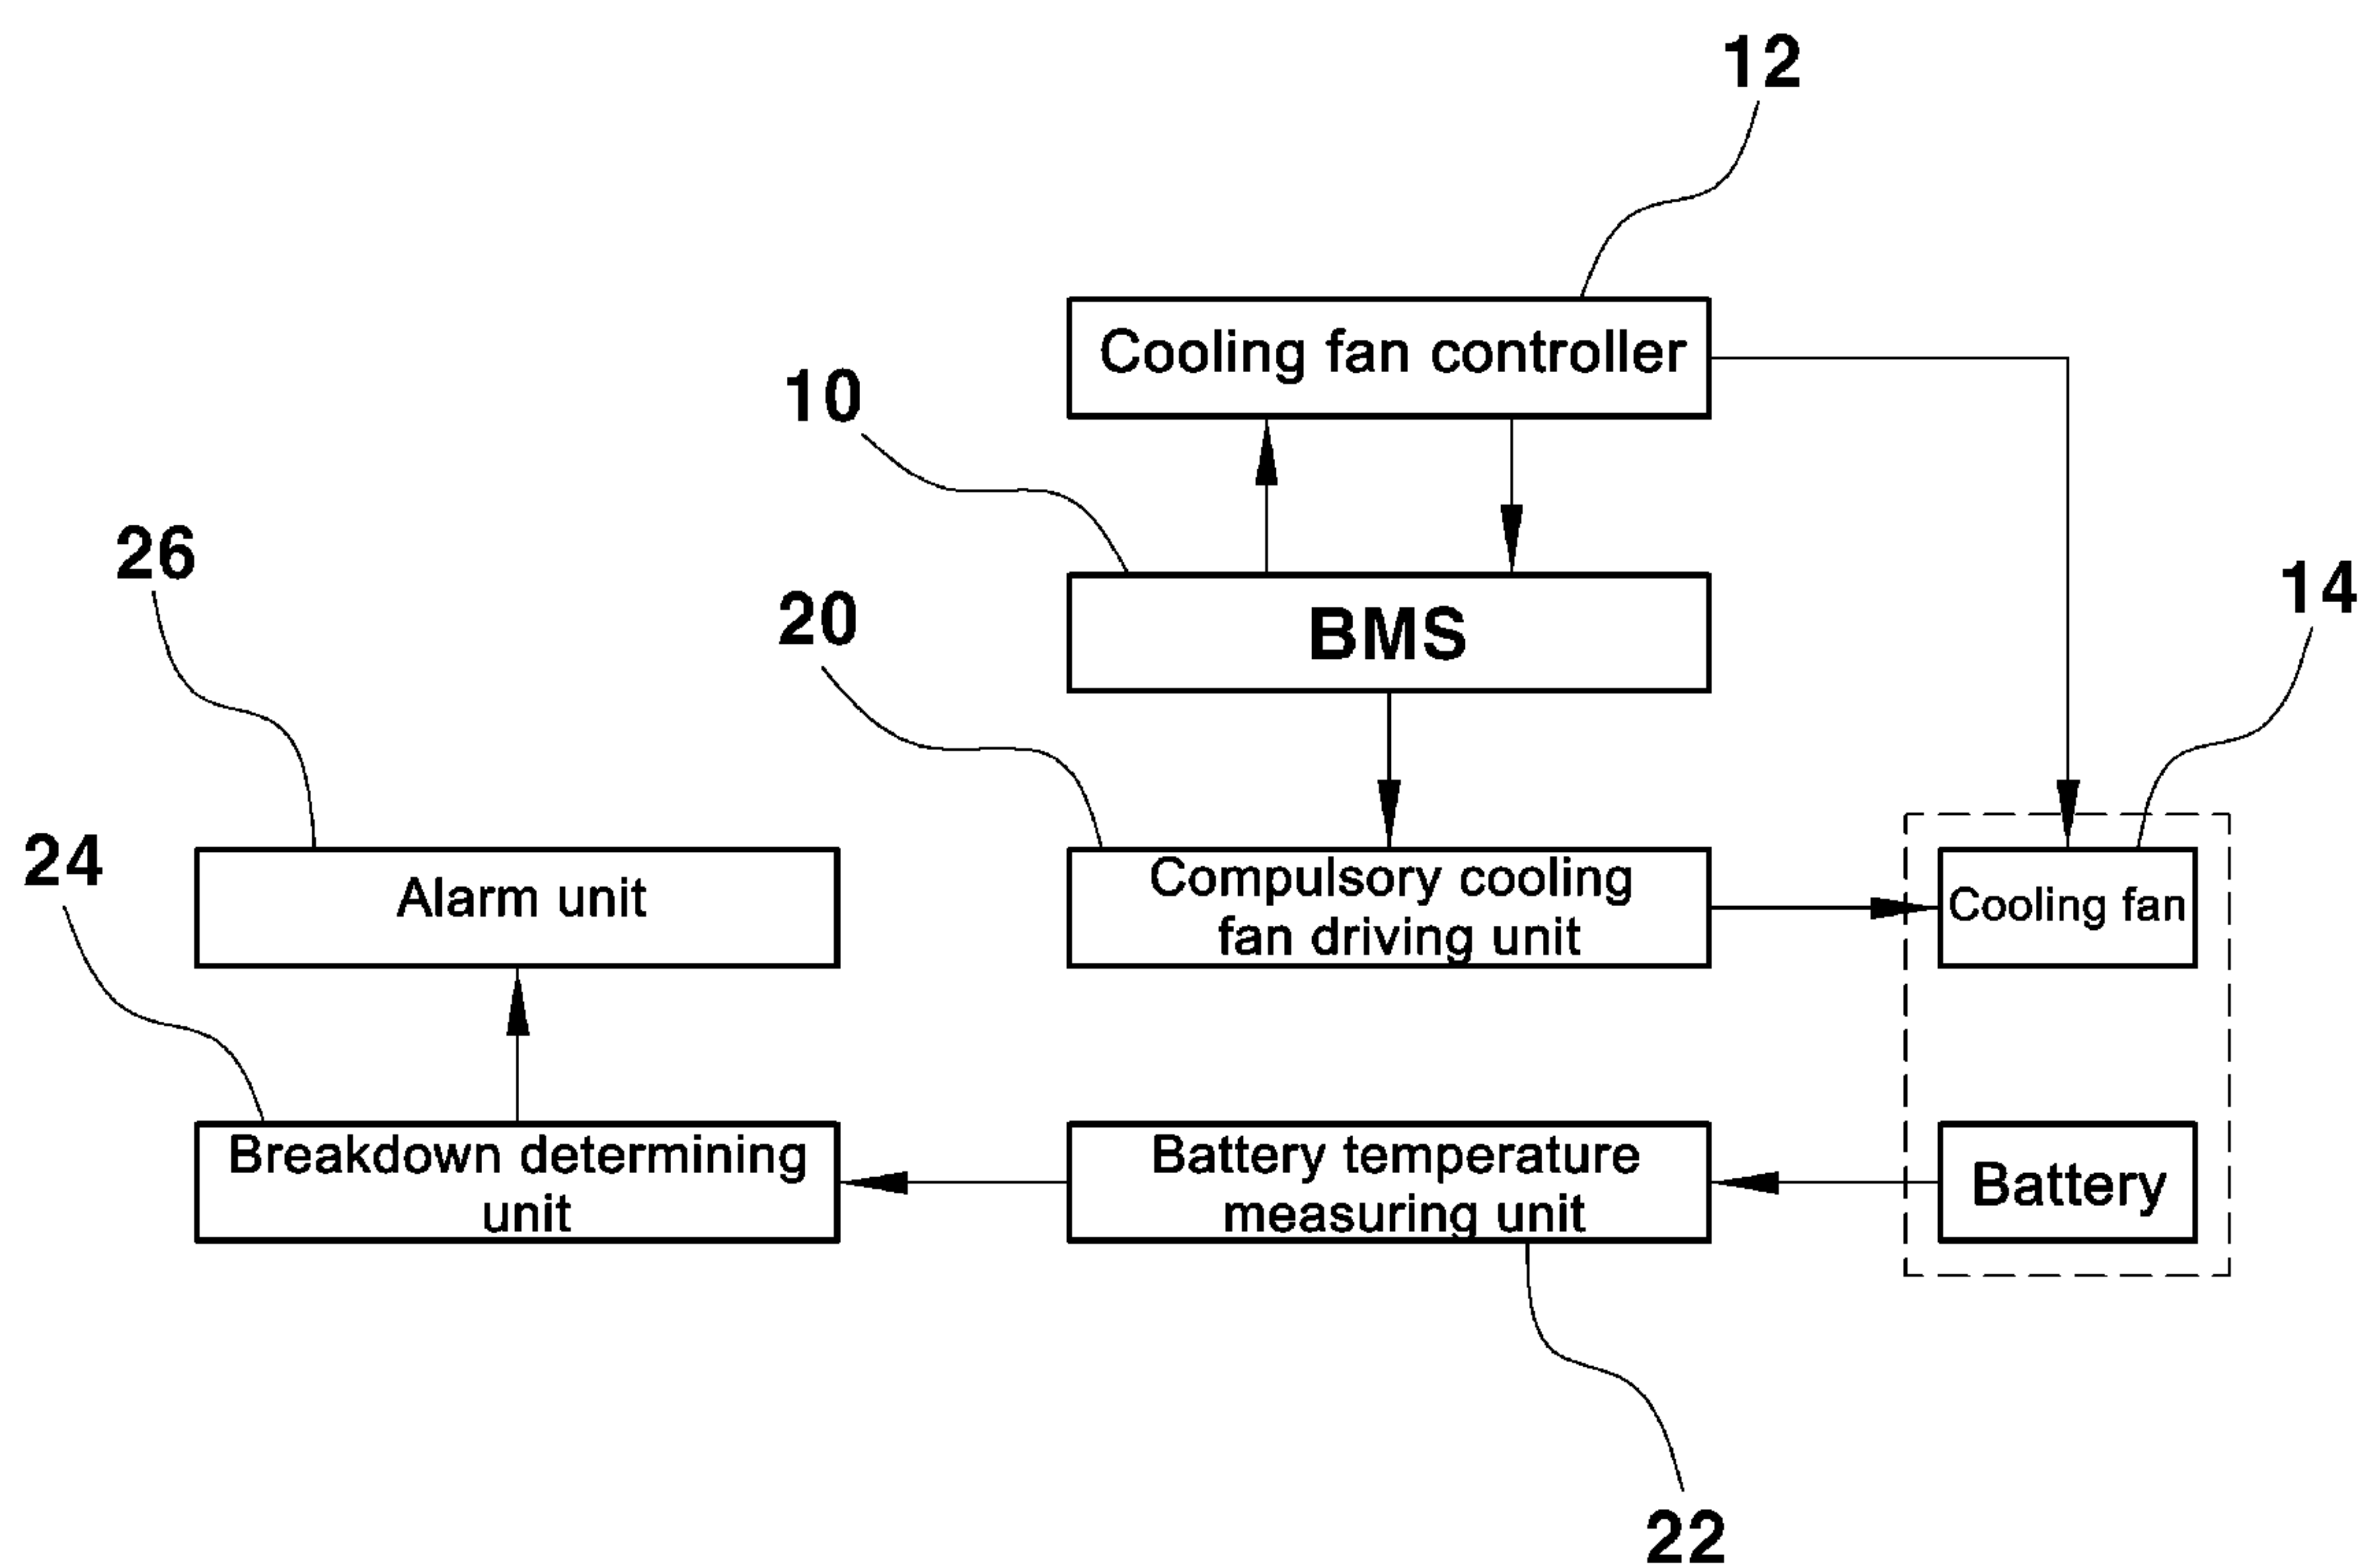 12
Cooling fan controller
10
BMS
26
20
14
Alarm unit
24
Compulsory cooling
fan driving unit
Cooling fan
Breakdown determining
unit
Battery temperature
measuring unit
Battery
22